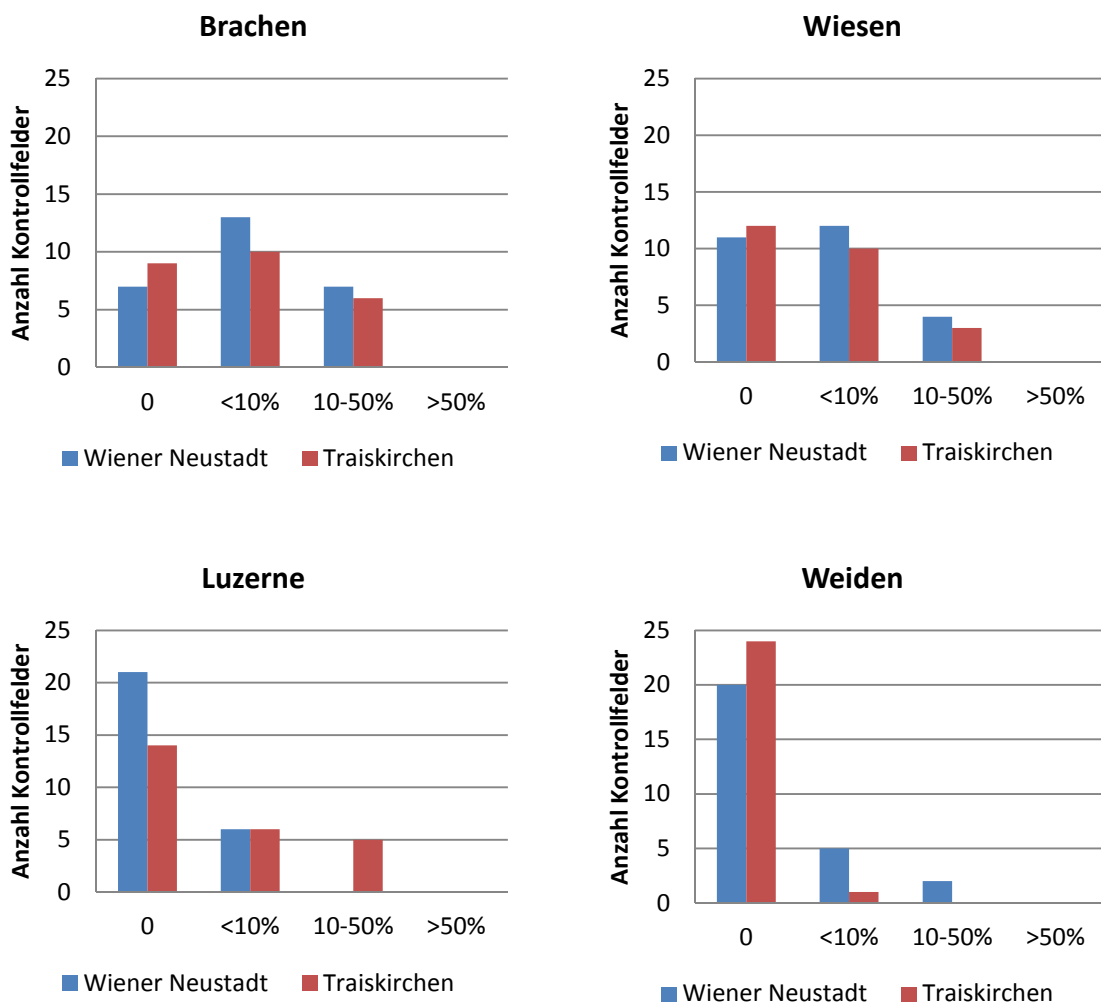 Brachen
Anzahl Kontrollfelder
25
20
15
10
5
0
0 <10% 10-50% >50%
Wiener Neustadt Traiskirchen
Wiesen
Anzahl Kontrollfelder
25
20
15
10
5
0
0 <10% 10-50% >50%
Wiener Neustadt Traiskirchen
Luzerne
Anzahl Kontrollfelder
25
20
15
10
5
0
0 <10% 10-50% >50%
Wiener Neustadt Traiskirchen
Weiden
Anzahl Kontrollfelder
25
20
15
10
5
0
0 <10% 10-50% >50%
Wiener Neustadt Traiskirchen